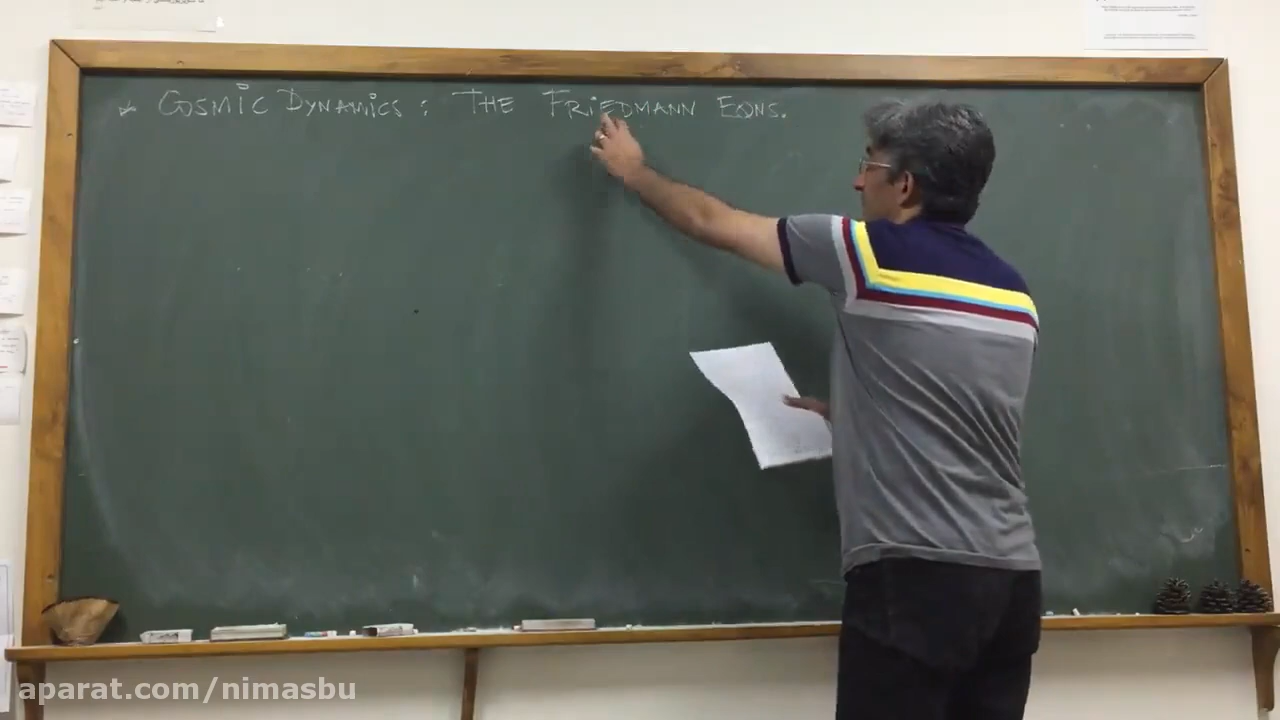 * COSMIC DYNAMICS : THE FRIEDMANN EQNS.
aparat.com/nimasbu